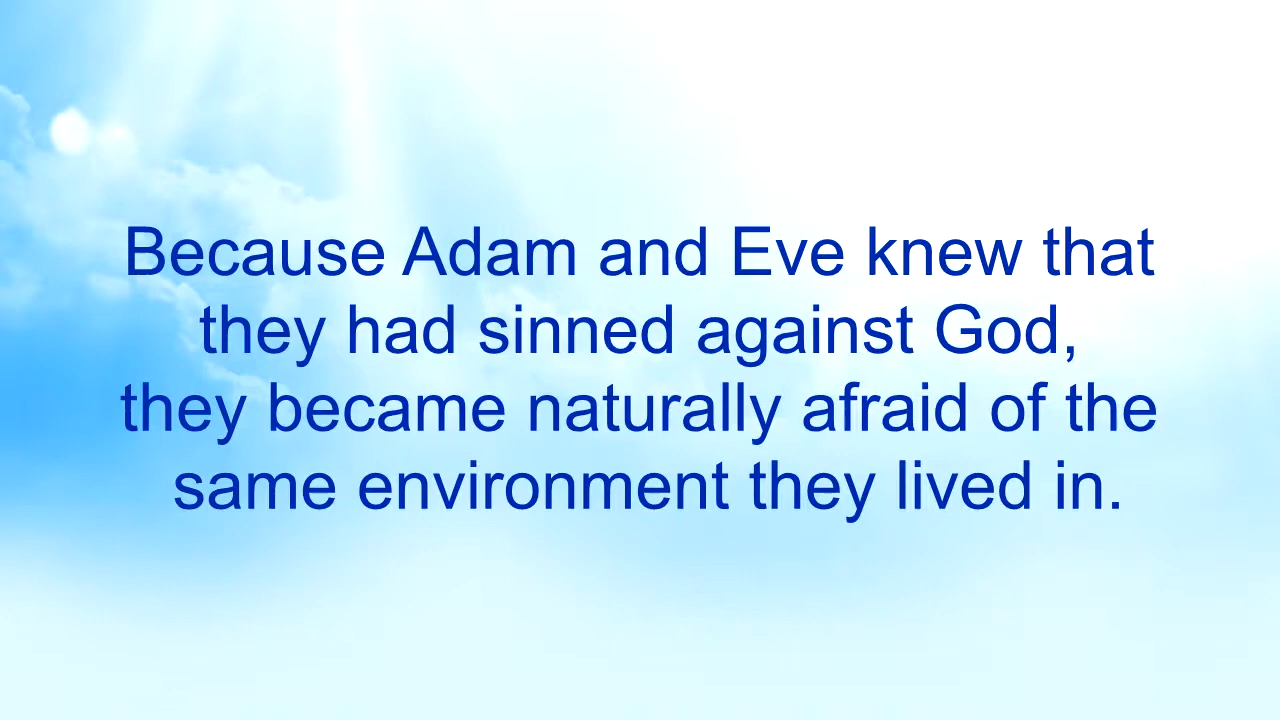 Because Adam and Eve knew that
they had sinned against God,
they became naturally afraid of the
same environment they lived in.